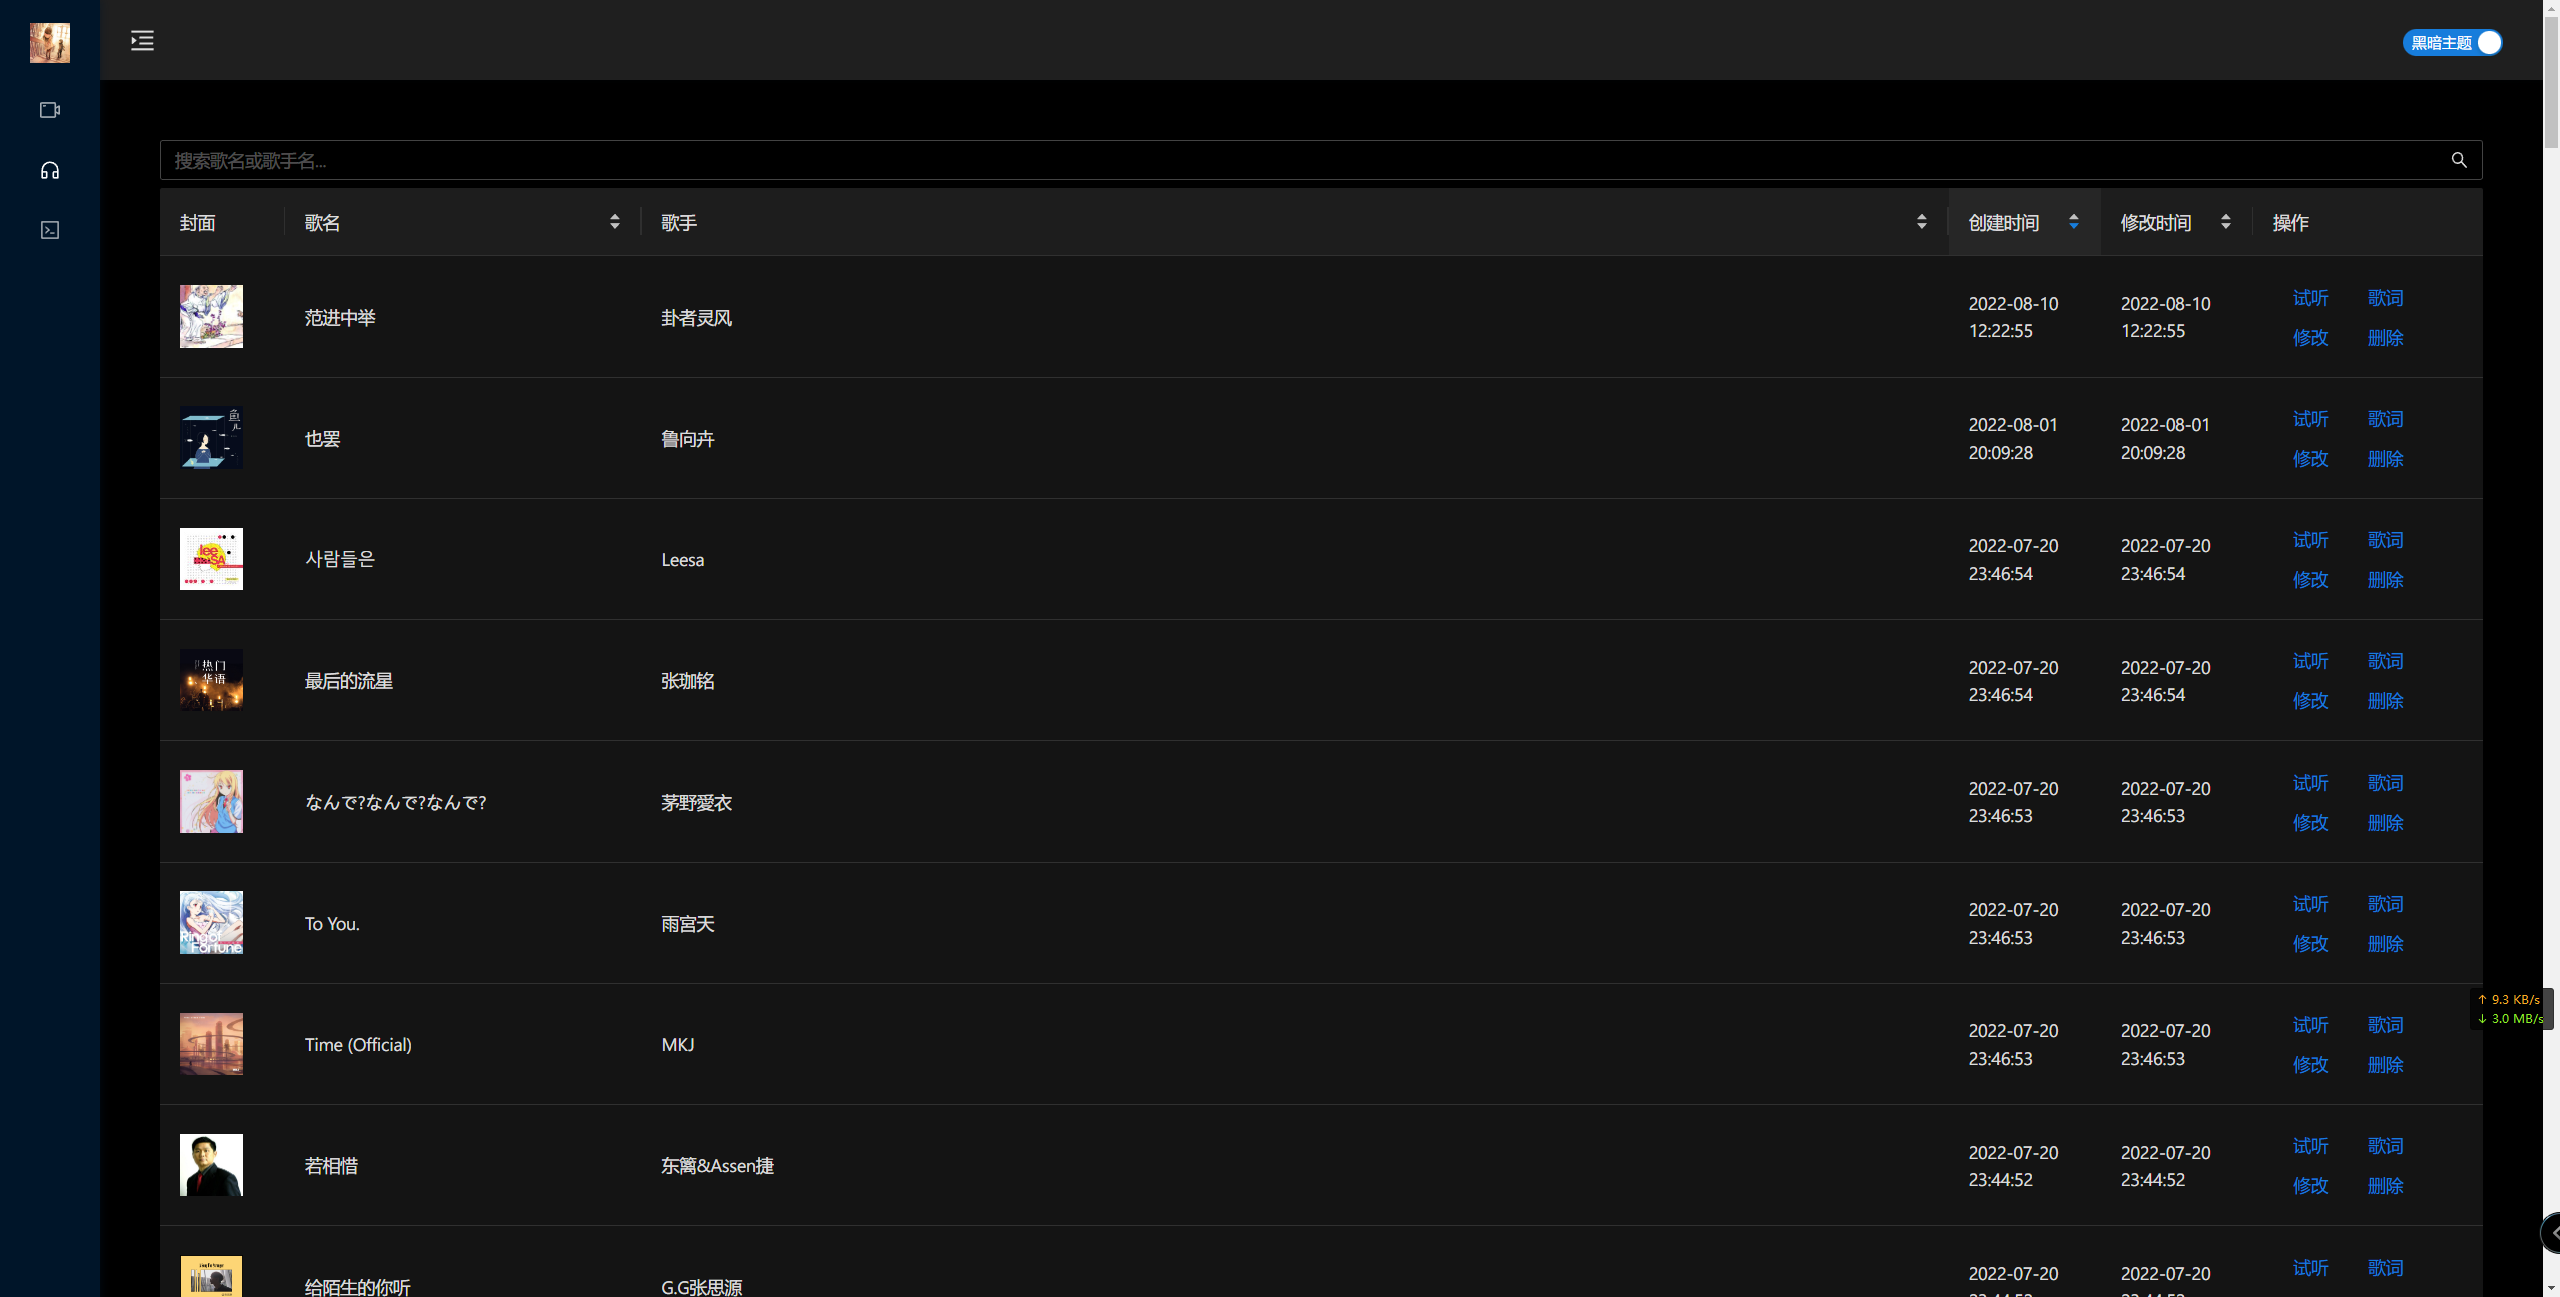 黑暗主题
搜索歌名或歌手名...
封面 歌名 歌手 创建时间 修改时间 操作
范进中举 卦者灵风 2022-08-10 12:22:55 2022-08-10 12:22:55 试听 歌词 修改 删除
鱼儿
也罢 鲁向卉 2022-08-01 20:09:28 2022-08-01 20:09:28 试听 歌词 修改 删除
lee
SA
사람들은 Leesa 2022-07-20 23:46:54 2022-07-20 23:46:54 试听 歌词 修改 删除
热门
华语
最后的流星 张珈铭 2022-07-20 23:46:54 2022-07-20 23:46:54 试听 歌词 修改 删除
なんで?なんで?なんで? 茅野愛衣 2022-07-20 23:46:53 2022-07-20 23:46:53 试听 歌词 修改 删除
Ring of
Fortune
To You. 雨宮天 2022-07-20 23:46:53 2022-07-20 23:46:53 试听 歌词 修改 删除
Time (Official) MKJ 2022-07-20 23:46:53 2022-07-20 23:46:53 试听 歌词 修改 删除
↑ 9.3 KB/s
↓ 3.0 MB/s
若相惜 东篱&Assen捷 2022-07-20 23:44:52 2022-07-20 23:44:52 试听 歌词 修改 删除
给陌生的你听 G.G张思源 2022-07-20 2022-07-20 试听 歌词